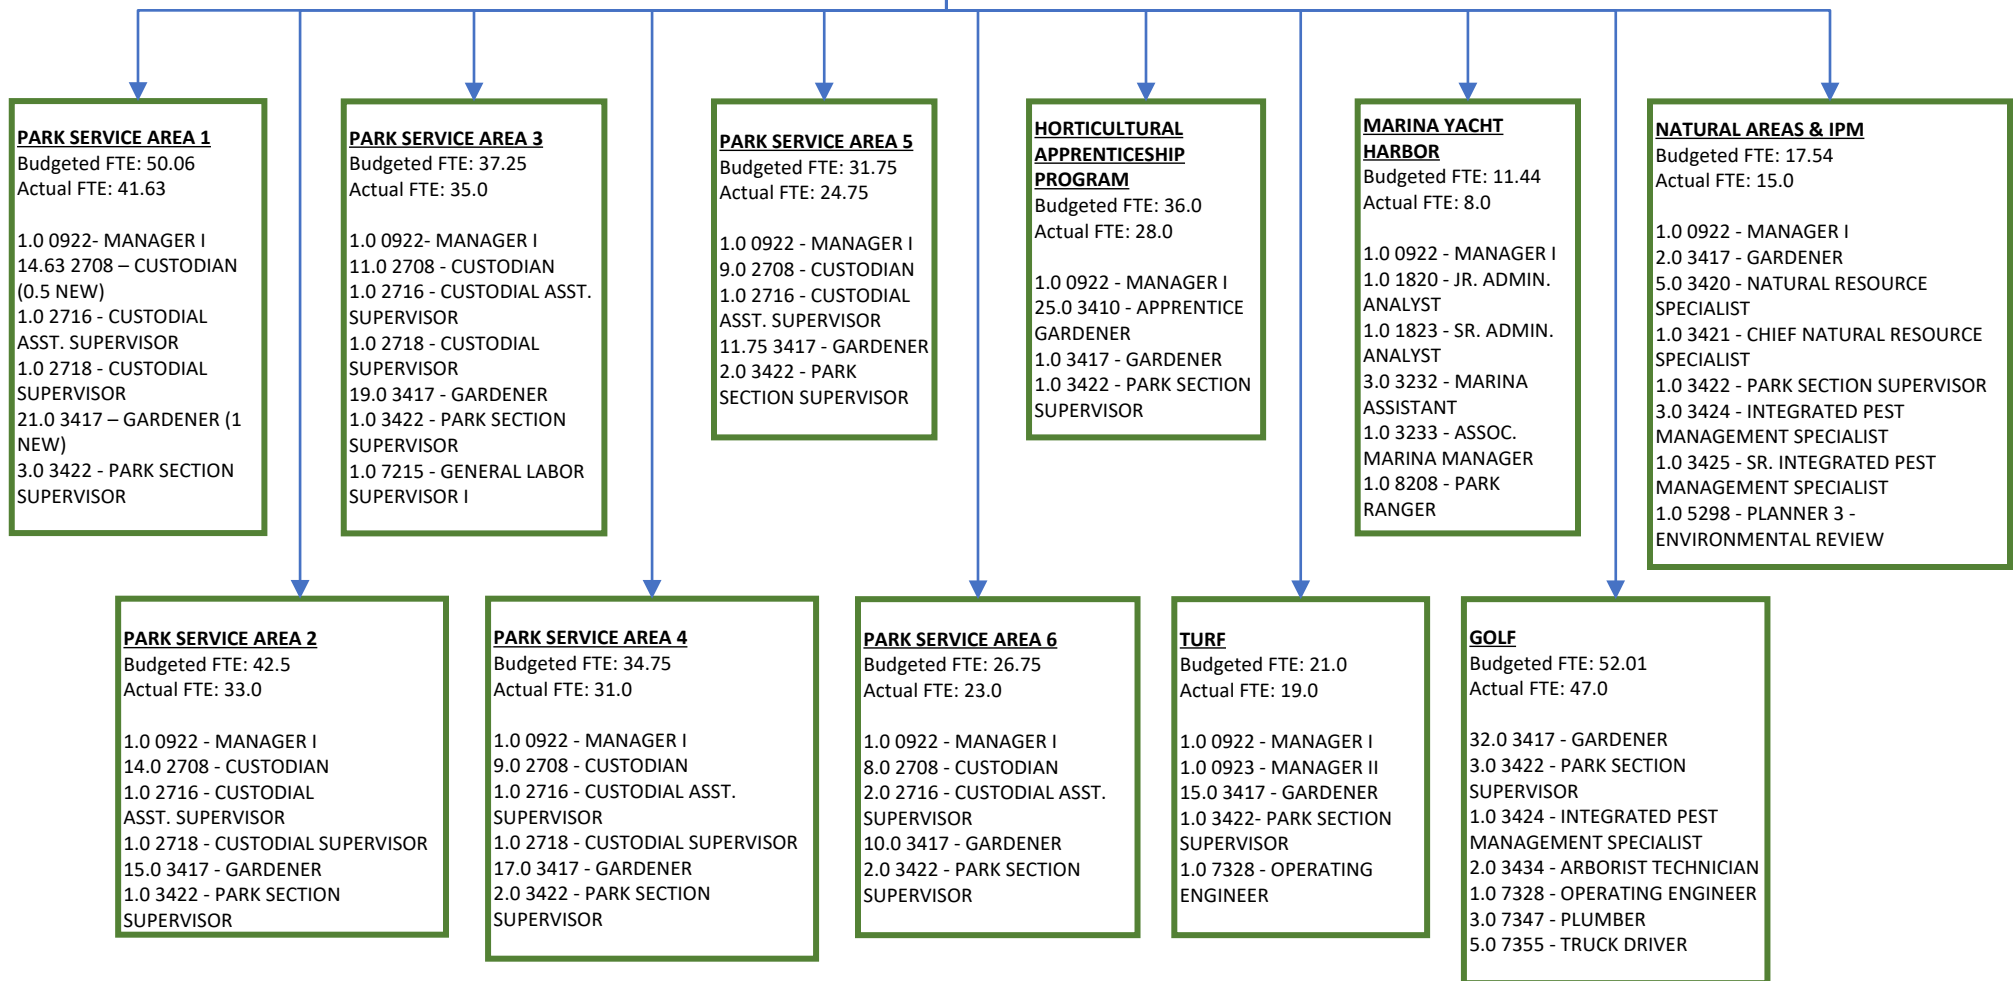 PARK SERVICE AREA 1
Budgeted FTE: 50.06
Actual FTE: 41.63
1.0 0922- MANAGER I
14.63 2708 – CUSTODIAN
(0.5 NEW)
1.0 2716 - CUSTODIAL
ASST. SUPERVISOR
1.0 2718 - CUSTODIAL
SUPERVISOR
21.0 3417 – GARDENER (1
NEW)
3.0 3422 - PARK SECTION
SUPERVISOR
PARK SERVICE AREA 3
Budgeted FTE: 37.25
Actual FTE: 35.0
1.0 0922- MANAGER I
11.0 2708 - CUSTODIAN
1.0 2716 - CUSTODIAL ASST.
SUPERVISOR
1.0 2718 - CUSTODIAL
SUPERVISOR
19.0 3417 - GARDENER
1.0 3422 - PARK SECTION
SUPERVISOR
1.0 7215 - GENERAL LABOR
SUPERVISOR I
PARK SERVICE AREA 5
Budgeted FTE: 31.75
Actual FTE: 24.75
1.0 0922 - MANAGER I
9.0 2708 - CUSTODIAN
1.0 2716 - CUSTODIAL
ASST. SUPERVISOR
11.75 3417 - GARDENER
2.0 3422 - PARK
SECTION SUPERVISOR
HORTICULTURAL
APPRENTICESHIP
PROGRAM
Budgeted FTE: 36.0
Actual FTE: 28.0
1.0 0922 - MANAGER I
25.0 3410 - APPRENTICE
GARDENER
1.0 3417 - GARDENER
1.0 3422 - PARK SECTION
SUPERVISOR
MARINA YACHT
HARBOR
Budgeted FTE: 11.44
Actual FTE: 8.0
1.0 0922 - MANAGER I
1.0 1820 - JR. ADMIN.
ANALYST
1.0 1823 - SR. ADMIN.
ANALYST
3.0 3232 - MARINA
ASSISTANT
1.0 3233 - ASSOC.
MARINA MANAGER
1.0 8208 - PARK
RANGER
NATURAL AREAS & IPM
Budgeted FTE: 17.54
Actual FTE: 15.0
1.0 0922 - MANAGER I
2.0 3417 - GARDENER
5.0 3420 - NATURAL RESOURCE
SPECIALIST
1.0 3421 - CHIEF NATURAL RESOURCE
SPECIALIST
1.0 3422 - PARK SECTION SUPERVISOR
3.0 3424 - INTEGRATED PEST
MANAGEMENT SPECIALIST
1.0 3425 - SR. INTEGRATED PEST
MANAGEMENT SPECIALIST
1.0 5298 - PLANNER 3 -
ENVIRONMENTAL REVIEW
PARK SERVICE AREA 2
Budgeted FTE: 42.5
Actual FTE: 33.0
1.0 0922 - MANAGER I
14.0 2708 - CUSTODIAN
1.0 2716 - CUSTODIAL
ASST. SUPERVISOR
1.0 2718 - CUSTODIAL SUPERVISOR
15.0 3417 - GARDENER
1.0 3422 - PARK SECTION
SUPERVISOR
PARK SERVICE AREA 4
Budgeted FTE: 34.75
Actual FTE: 31.0
1.0 0922 - MANAGER I
9.0 2708 - CUSTODIAN
1.0 2716 - CUSTODIAL ASST.
SUPERVISOR
1.0 2718 - CUSTODIAL SUPERVISOR
17.0 3417 - GARDENER
2.0 3422 - PARK SECTION
SUPERVISOR
PARK SERVICE AREA 6
Budgeted FTE: 26.75
Actual FTE: 23.0
1.0 0922 - MANAGER I
8.0 2708 - CUSTODIAN
2.0 2716 - CUSTODIAL ASST.
SUPERVISOR
10.0 3417 - GARDENER
2.0 3422 - PARK SECTION
SUPERVISOR
TURF
Budgeted FTE: 21.0
Actual FTE: 19.0
1.0 0922 - MANAGER I
1.0 0923 - MANAGER II
15.0 3417 - GARDENER
1.0 3422- PARK SECTION
SUPERVISOR
1.0 7328 - OPERATING
ENGINEER
GOLF
Budgeted FTE: 52.01
Actual FTE: 47.0
32.0 3417 - GARDENER
3.0 3422 - PARK SECTION
SUPERVISOR
1.0 3424 - INTEGRATED PEST
MANAGEMENT SPECIALIST
2.0 3434 - ARBORIST TECHNICIAN
1.0 7328 - OPERATING ENGINEER
3.0 7347 - PLUMBER
5.0 7355 - TRUCK DRIVER